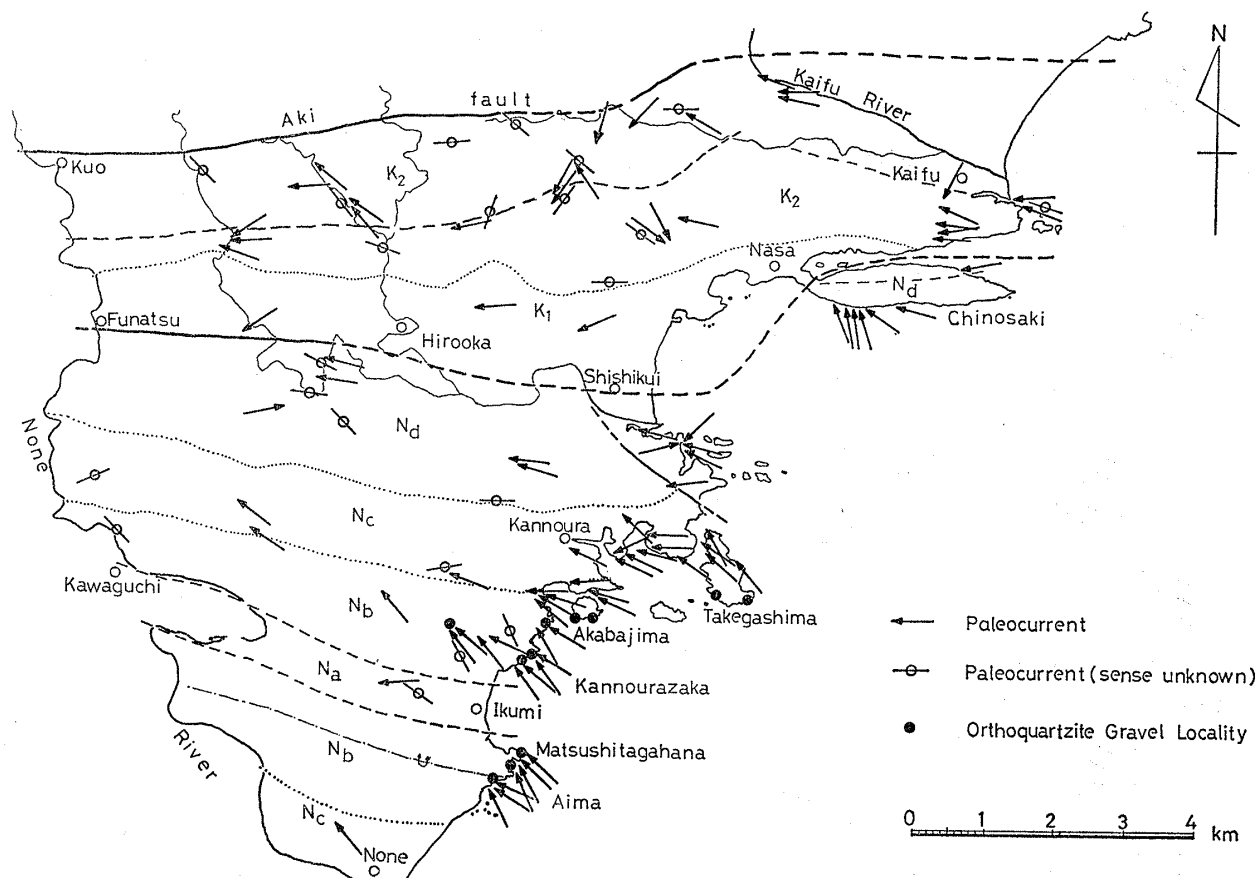 N
Kaifu River
Aki fault
Kuo
K2
Kaifu
K2
Nasa
Nd
Chinosaki
K1
Funatsu
Hirooka
Shishikui
Nd
None
Nc
Kannoura
Kawaguchi
Nb
Takegashima
Akabajima
Paleocurrent
Na
Kannourazaka
Paleocurrent (sense unknown)
Ikumi
Orthoquartzite Gravel Locality
Nb
Matsushitagahana
River
Aima
Nc
None
0 1 2 3 4
km